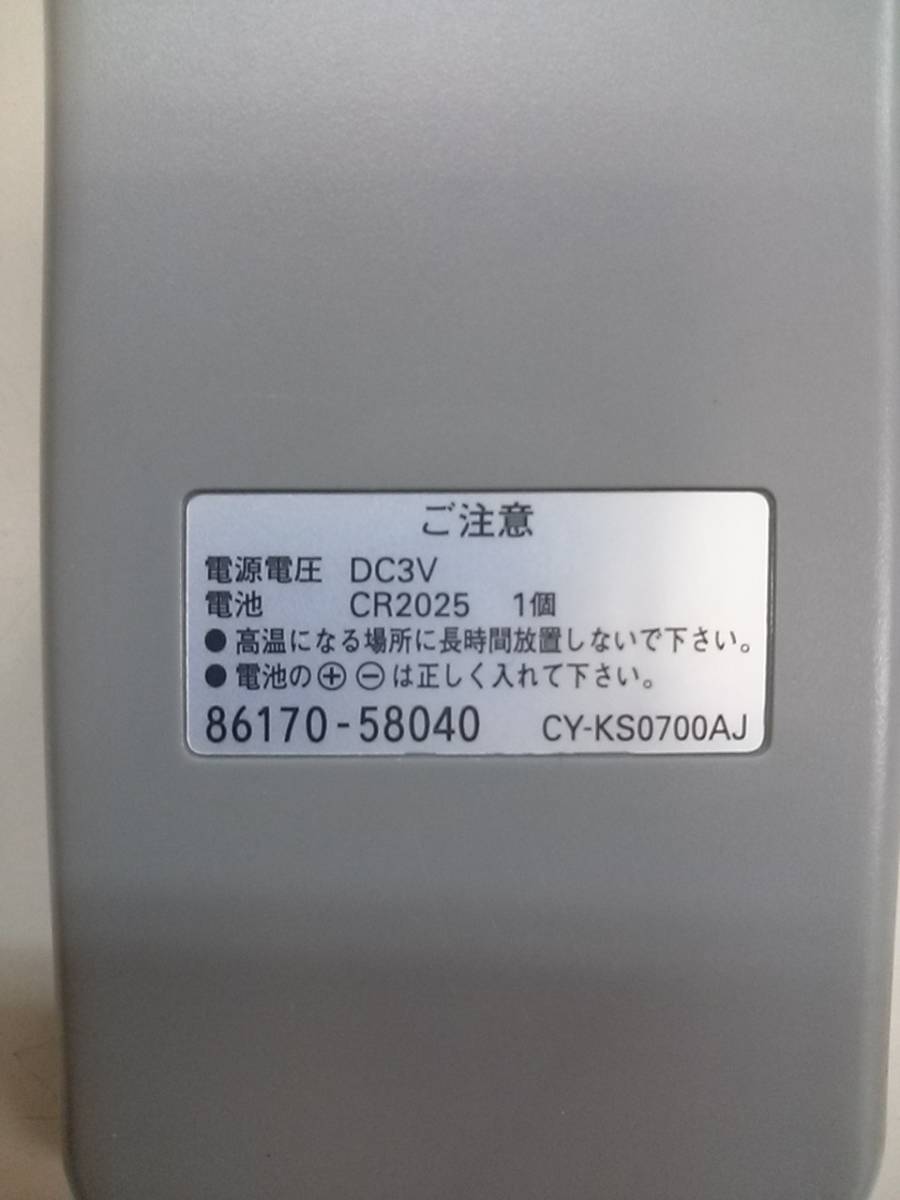 ご注意
電源電圧 DC3V
電池 CR2025 1個
●高温になる場所に長時間放置しないで下さい。
●電池の⊕⊖は正しく入れて下さい。
86170-58040 CY-KS0700AJ